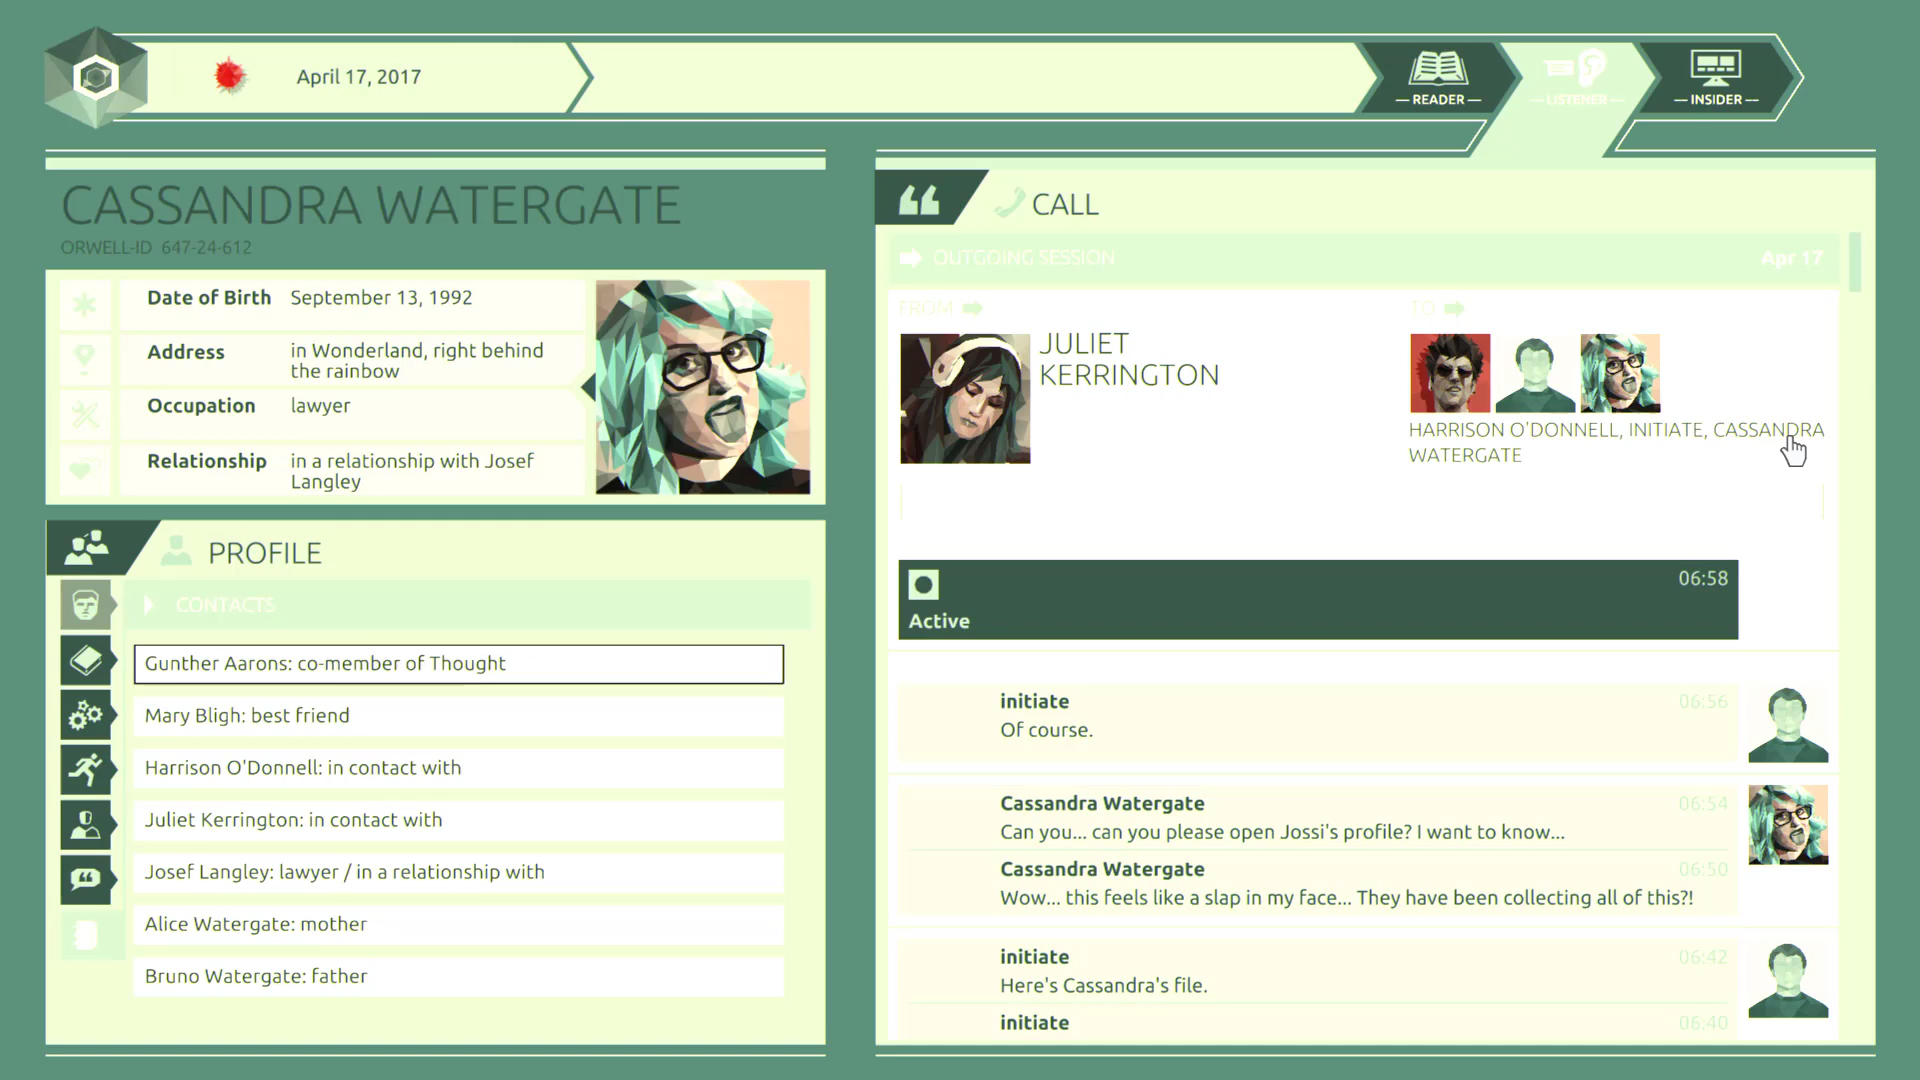 April 17, 2017
READER
LISTENER
INSIDER
CASSANDRA WATERGATE
ORWELL-ID 647-24-612
Date of Birth September 13, 1992
Address in Wonderland, right behind
the rainbow
Occupation lawyer
Relationship in a relationship with Josef
Langley
PROFILE
CONTACTS
Gunther Aarons: co-member of Thought
Mary Bligh: best friend
Harrison O'Donnell: in contact with
Juliet Kerrington: in contact with
Josef Langley: lawyer / in a relationship with
Alice Watergate: mother
Bruno Watergate: father
CALL
OUTGOING SESSION Apr 17
FROM TO
JULIET
KERRINGTON
HARRISON O'DONNELL, INITIATE, CASSANDRA
WATERGATE
06:58
Active
initiate 06:56
Of course.
Cassandra Watergate 06:54
Can you... can you please open Jossi's profile? I want to know...
Cassandra Watergate 06:50
Wow... this feels like a slap in my face... They have been collecting all of this?!
initiate 06:42
Here's Cassandra's file.
initiate 06:40